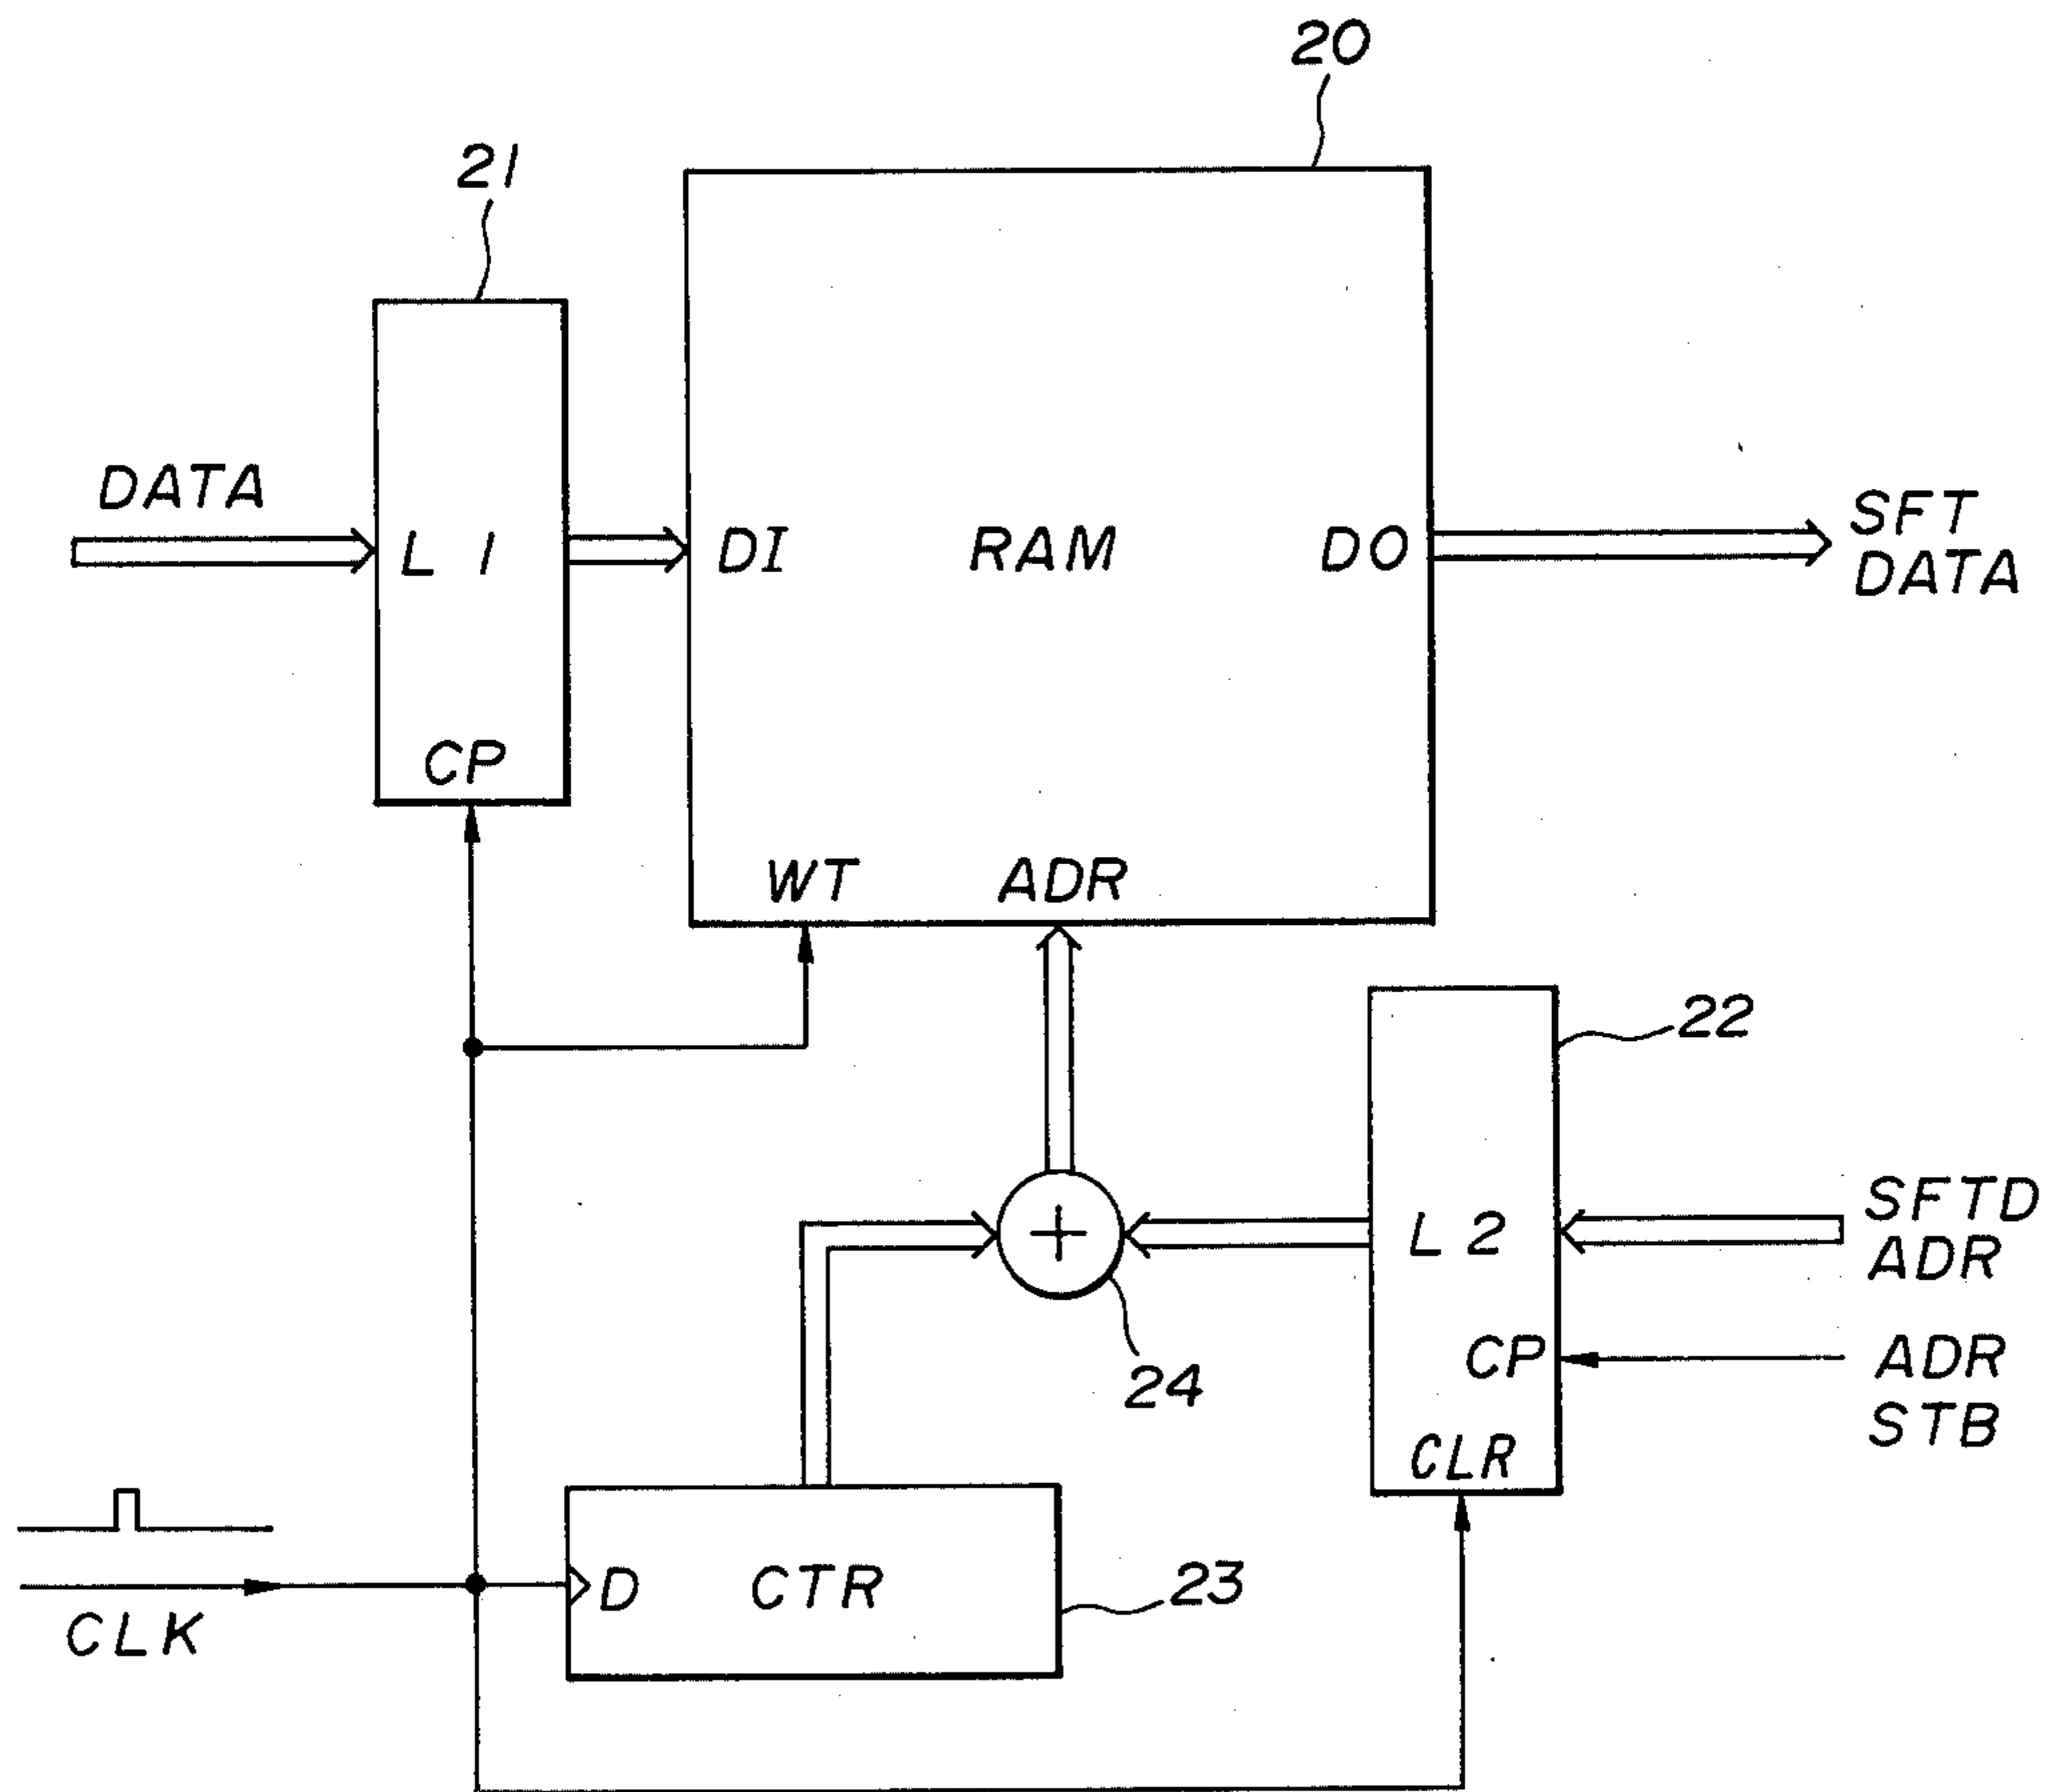 20
21
DATA
L 1
DI
RAM
DO
SFT
DATA
CP
WT
ADR
22
L 2
SFTD
ADR
CP
ADR
STB
24
CLR
CLK
D
CTR
23